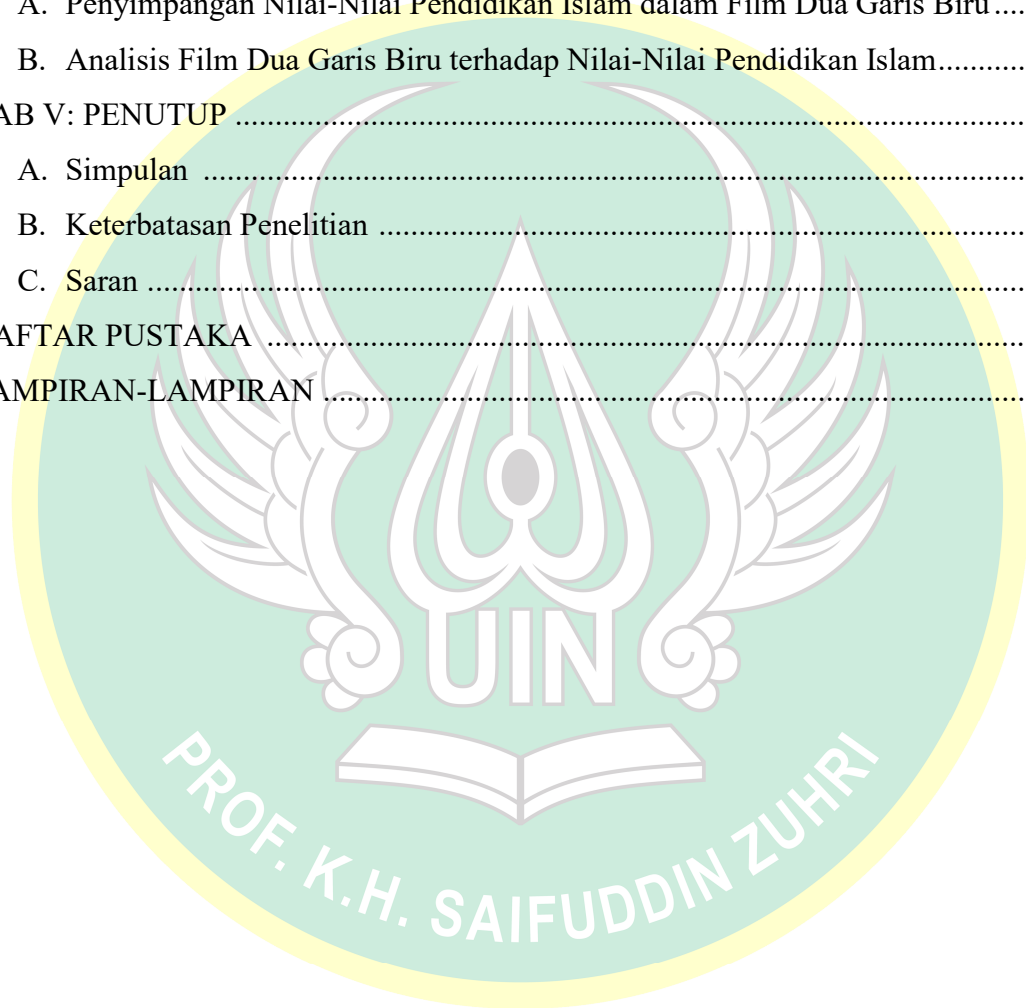 A. Penyimpangan Nilai-Nilai Pendidikan Islam dalam Film Dua Garis Biru....
B. Analisis Film Dua Garis Biru terhadap Nilai-Nilai Pendidikan Islam...........
AB V: PENUTUP ................................................................................
A. Simpulan ................................................................................
B. Keterbatasan Penelitian ................................................................
C. Saran ................................................................................
AFTAR PUSTAKA ................................................................................
AMPIRAN-LAMPIRAN ................................................................................
UIN
PROF. K.H. SAIFUDDIN ZUHRI